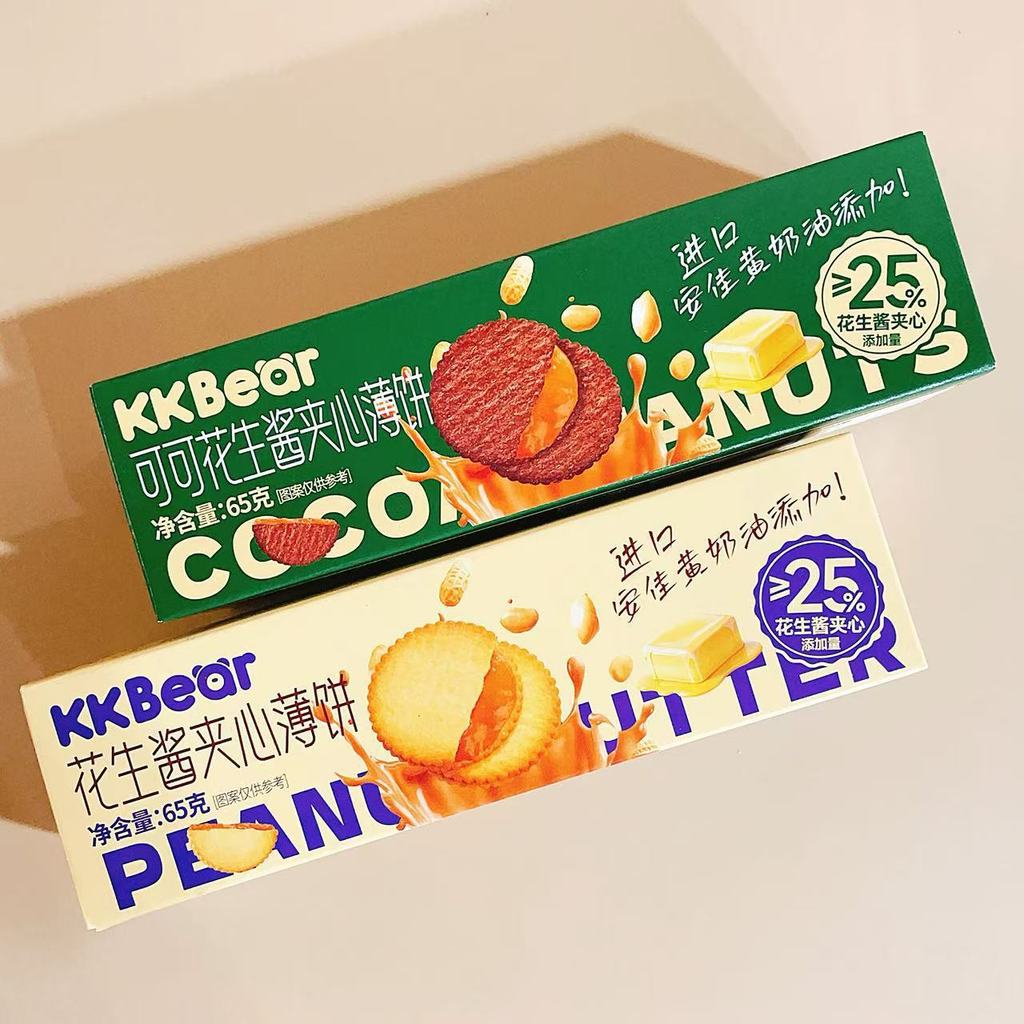 进口
安佳黄奶油添加！
≥25%
花生酱夹心
添加量
KKBear
可可花生酱夹心薄饼
净含量:65克 [图案仅供参考]
COCOA
ANUTS
进口
安佳黄奶油添加！
≥25%
花生酱夹心
添加量
KKBear
花生酱夹心薄饼
净含量:65克 [图案仅供参考]
PEANU
UTTER